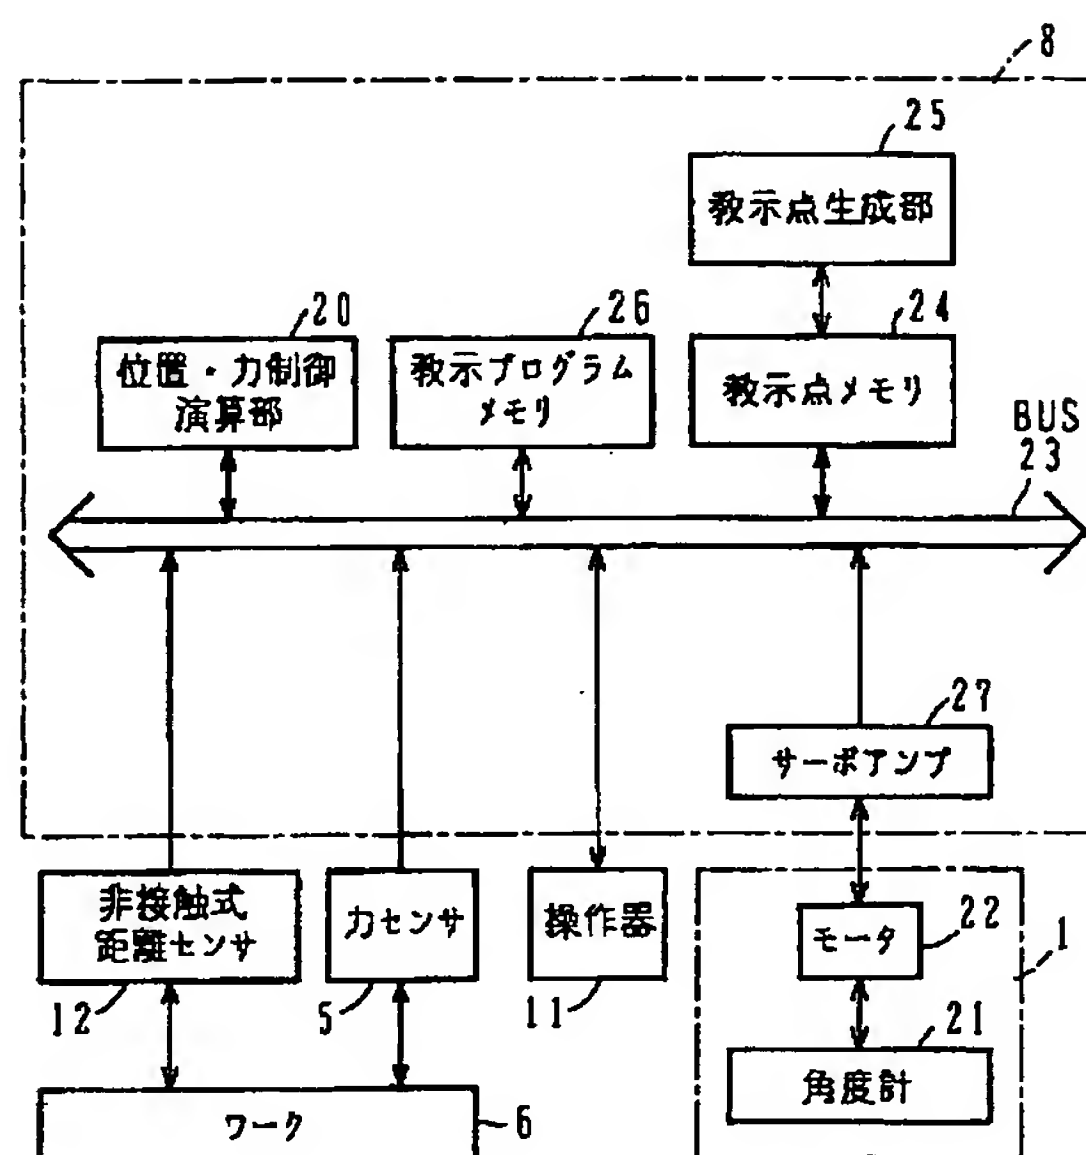 8
25
教示点生成部
20
26
24
位置・力制御
演算部
教示プログラム
メモリ
教示点メモリ
BUS
23
27
サーボアンプ
非接触式
距離センサ
力センサ
操作器
モータ
22
1
12
5
11
21
角度計
ワーク
6